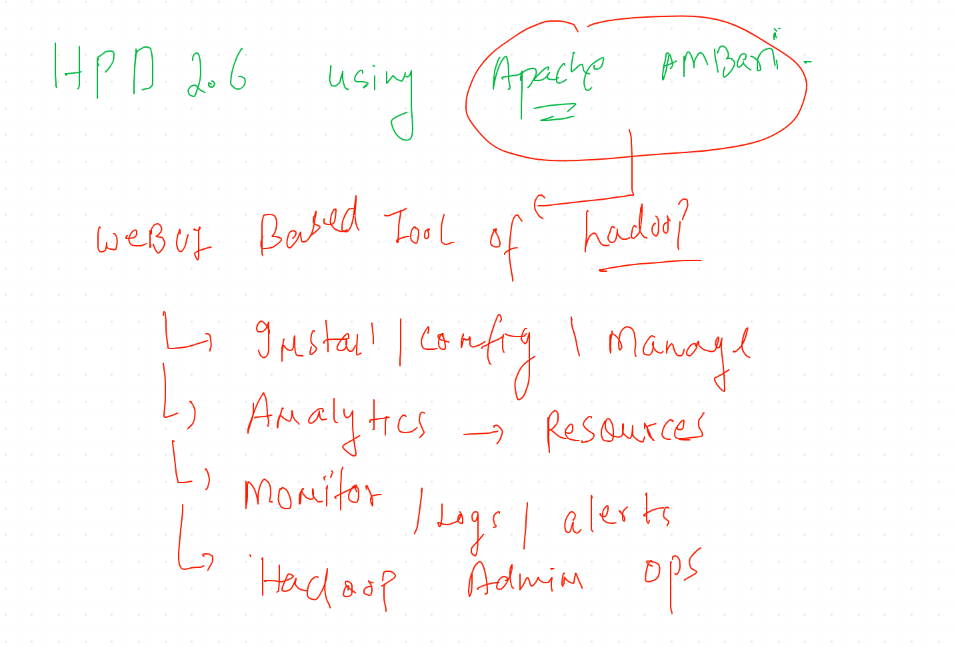 HPD 2.6 using Apache AMBari
WEBUI Based Tool of hadoop
Install / config / Manage
Analytics → Resources
Monitor / Logs / alerts
Hadoop Admin ops